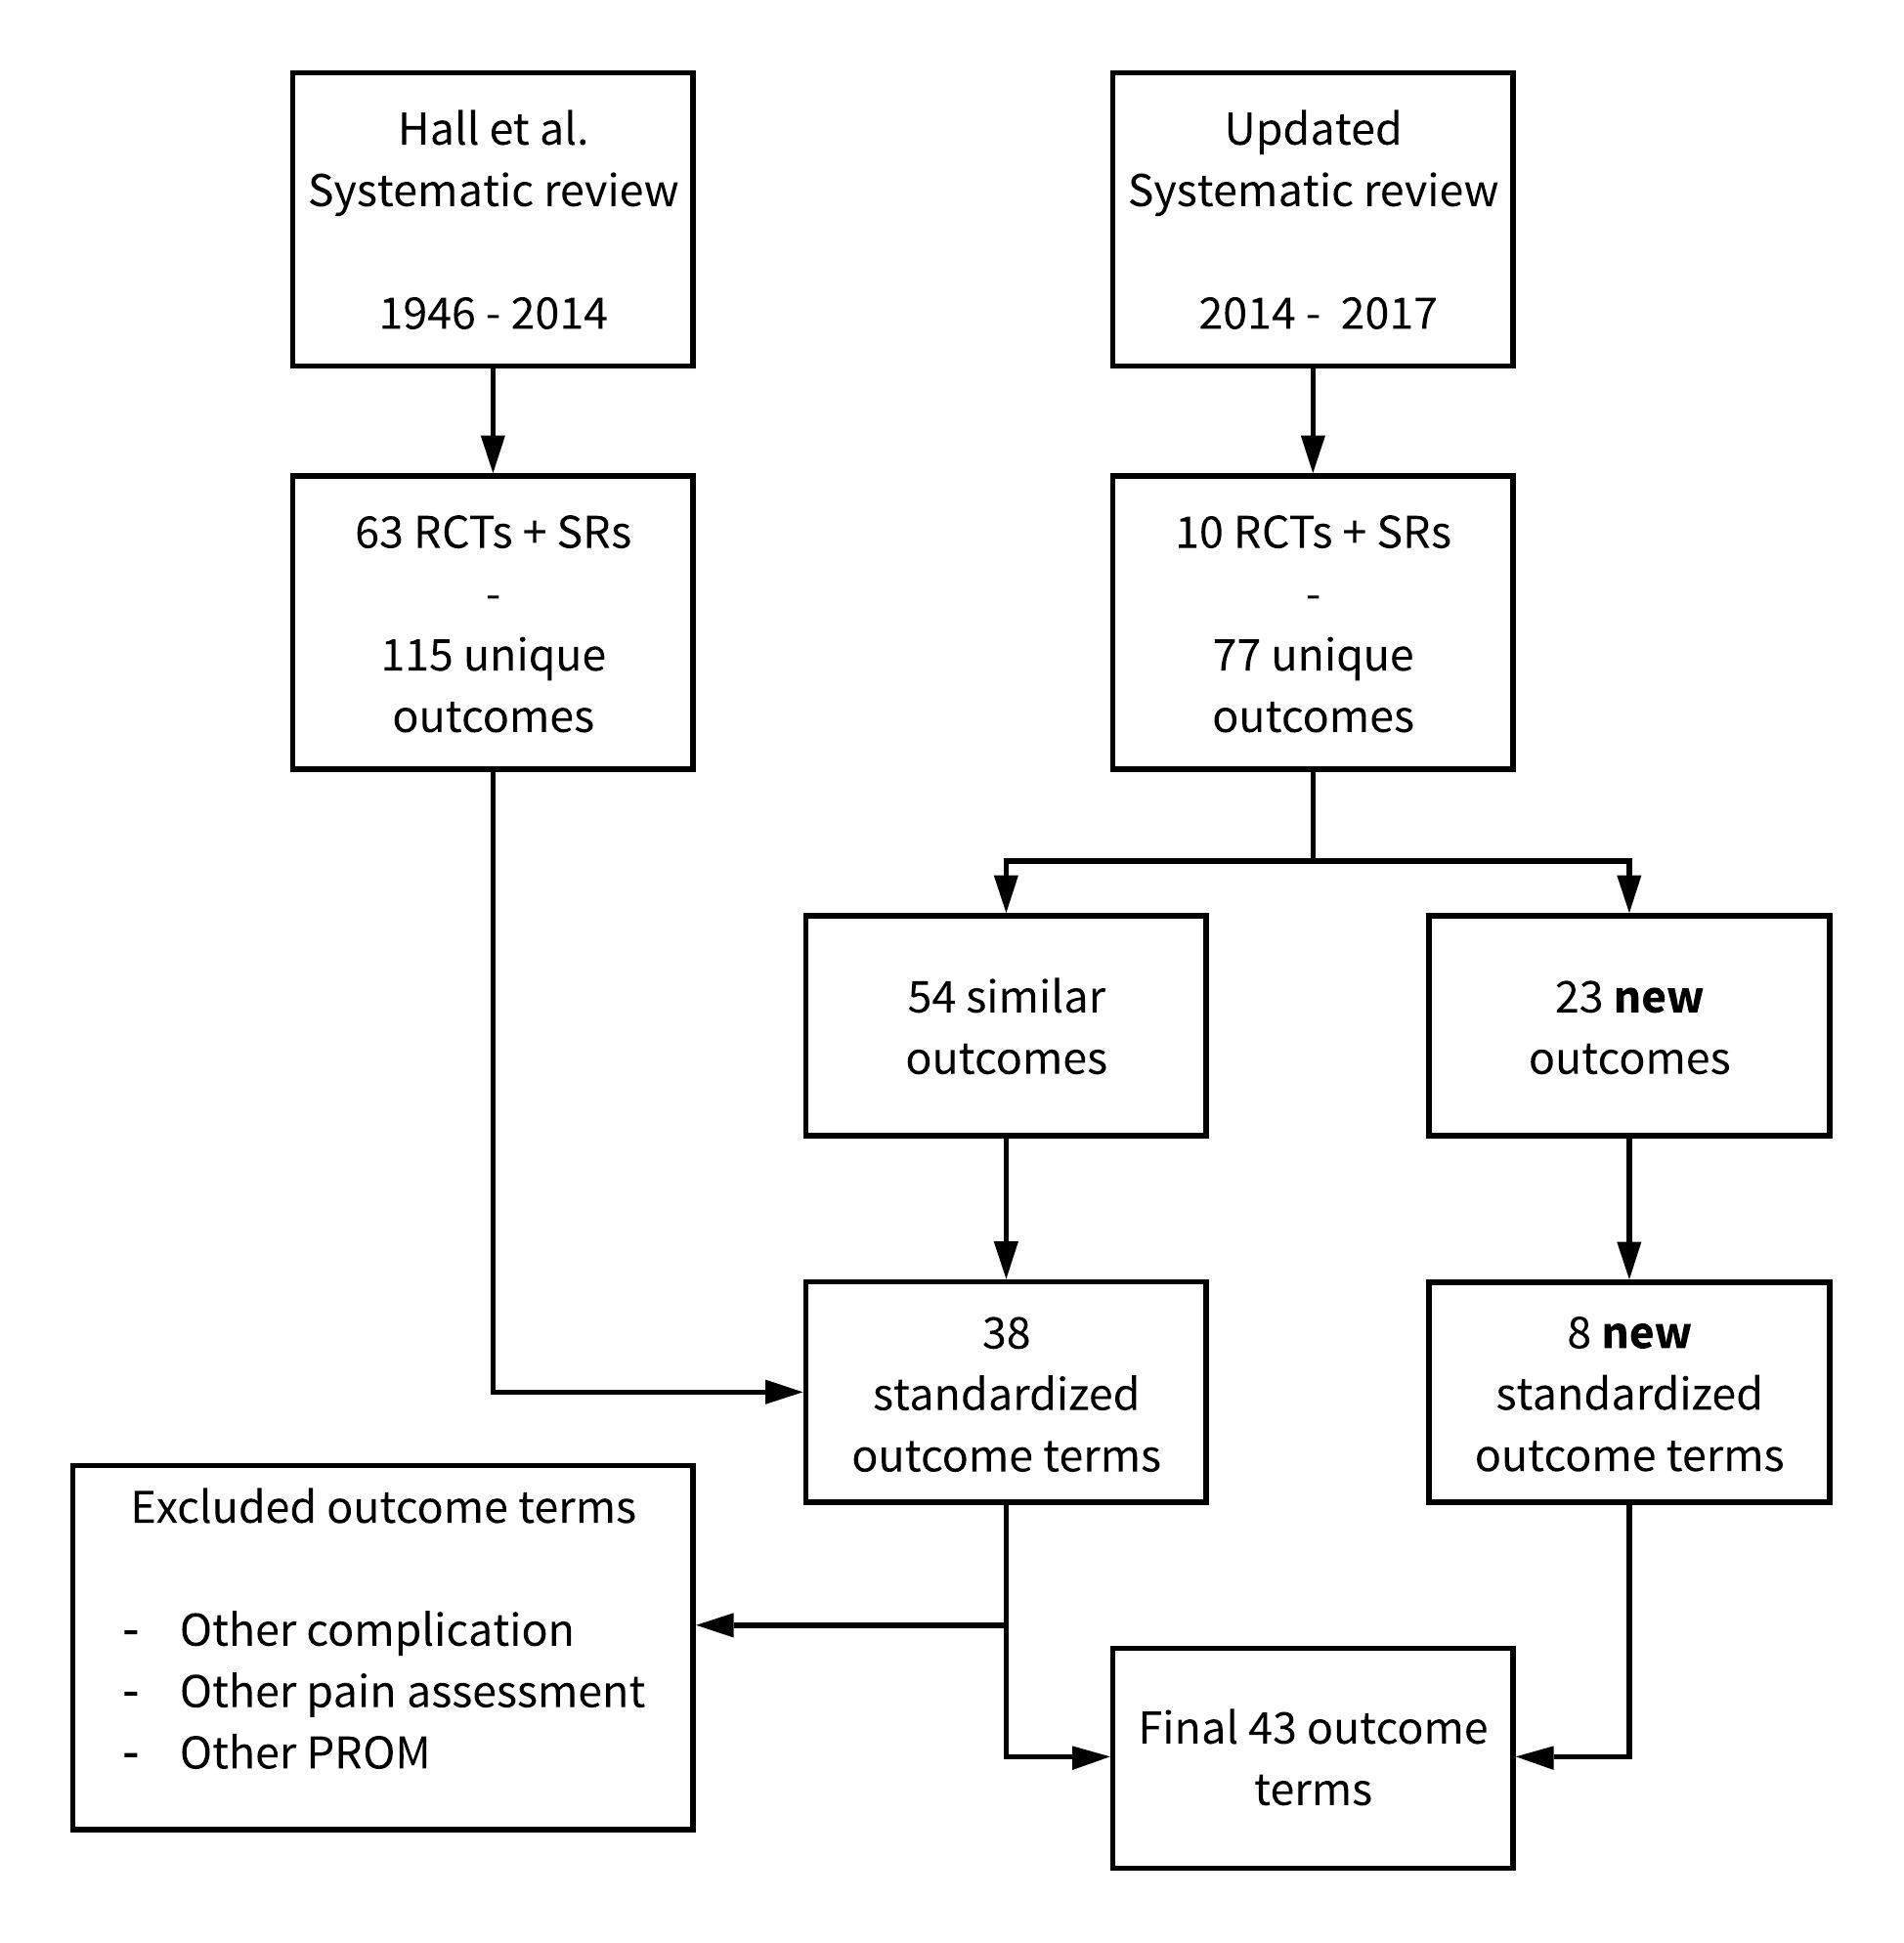 Hall et al.
Systematic review
1946 - 2014
Updated
Systematic review
2014 -  2017
63 RCTs + SRs
-
115 unique
outcomes
10 RCTs + SRs
-
77 unique
outcomes
54 similar
outcomes
23 new
outcomes
38
standardized
outcome terms
8 new
standardized
outcome terms
Excluded outcome terms
- Other complication
- Other pain assessment
- Other PROM
Final 43 outcome
terms